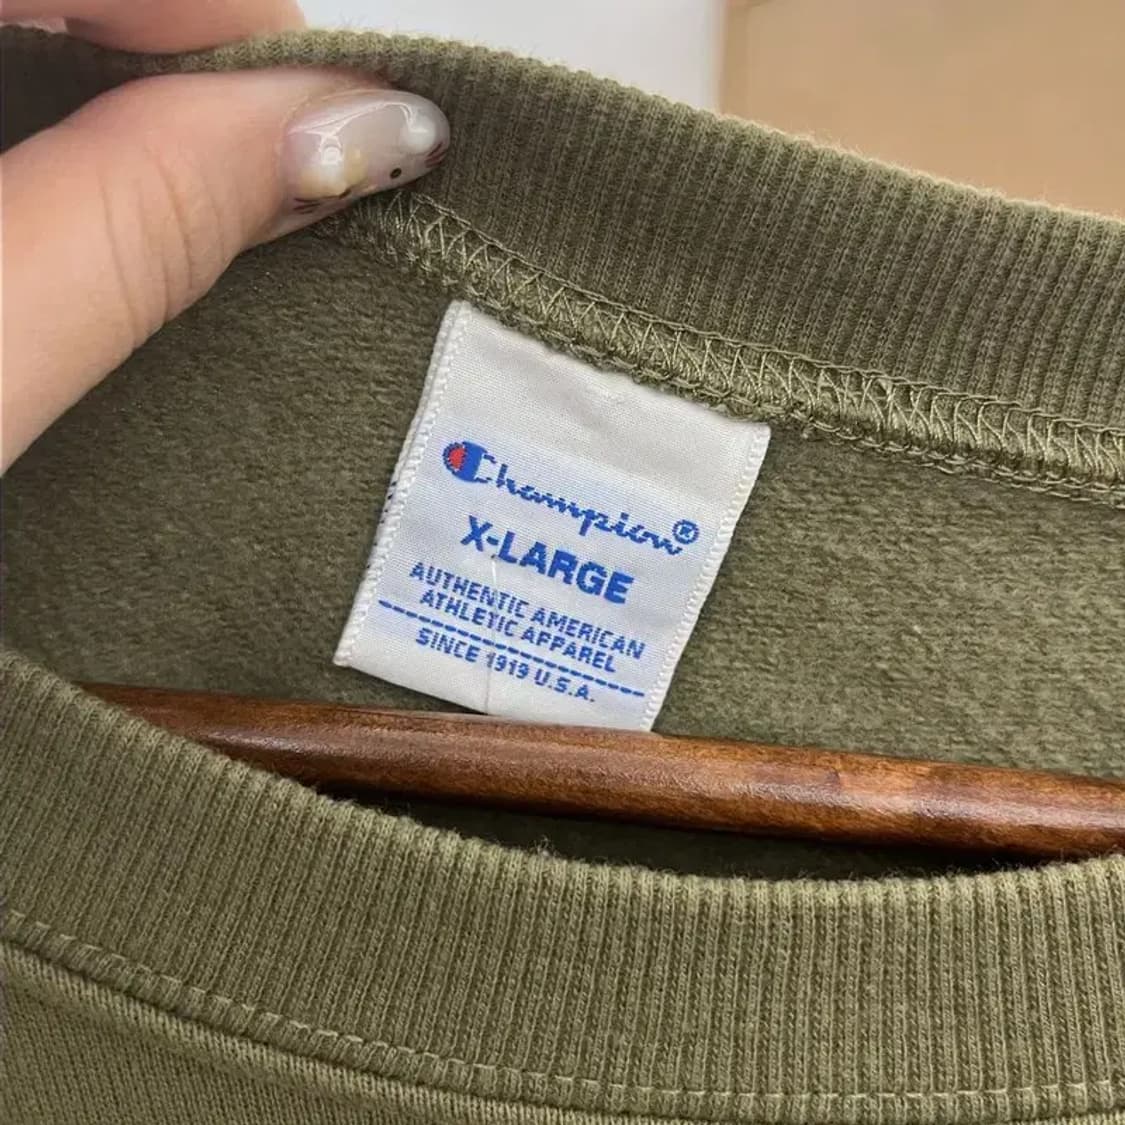 Champion®
X-LARGE
AUTHENTIC AMERICAN
ATHLETIC APPAREL
SINCE 1919 U.S.A.